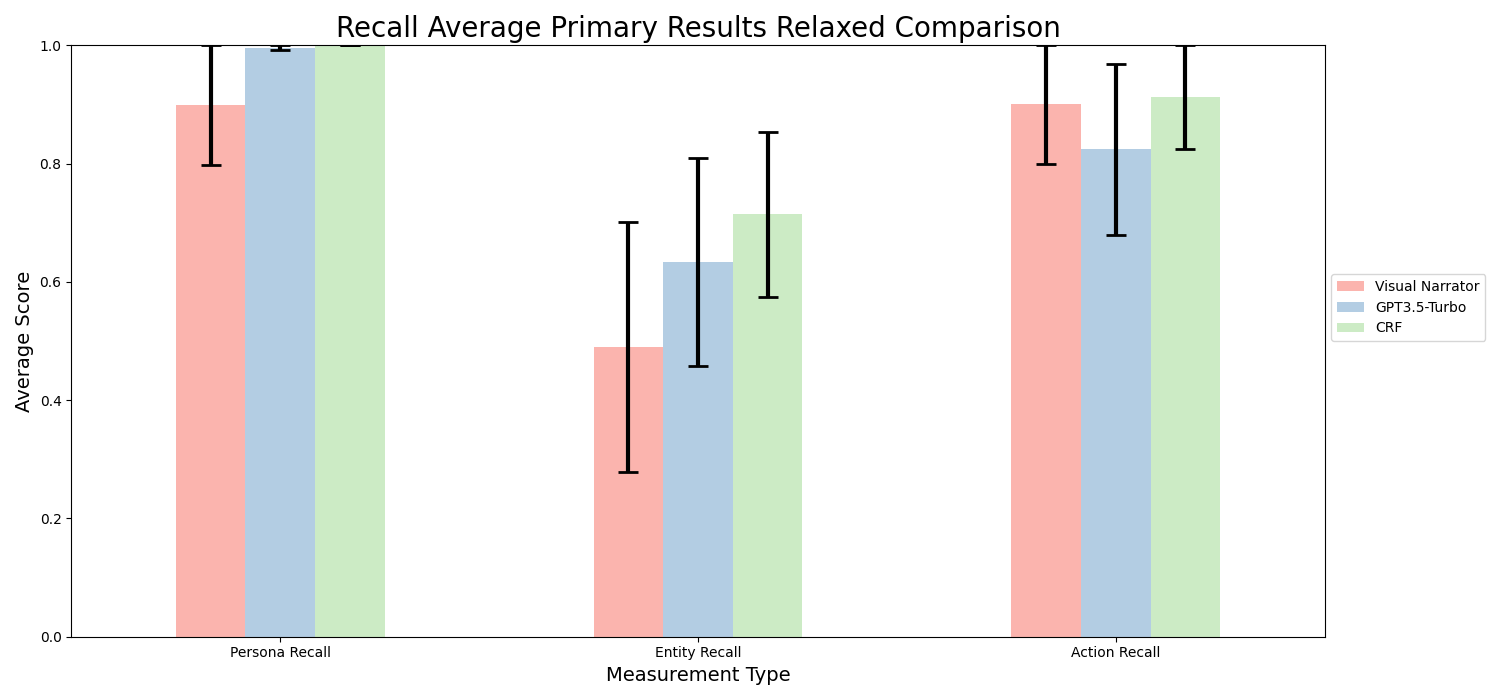 Recall Average Primary Results Relaxed Comparison
1.0
0.8
0.6
0.4
0.2
0.0
Average Score
Persona Recall
Entity Recall
Action Recall
Measurement Type
Visual Narrator
GPT3.5-Turbo
CRF